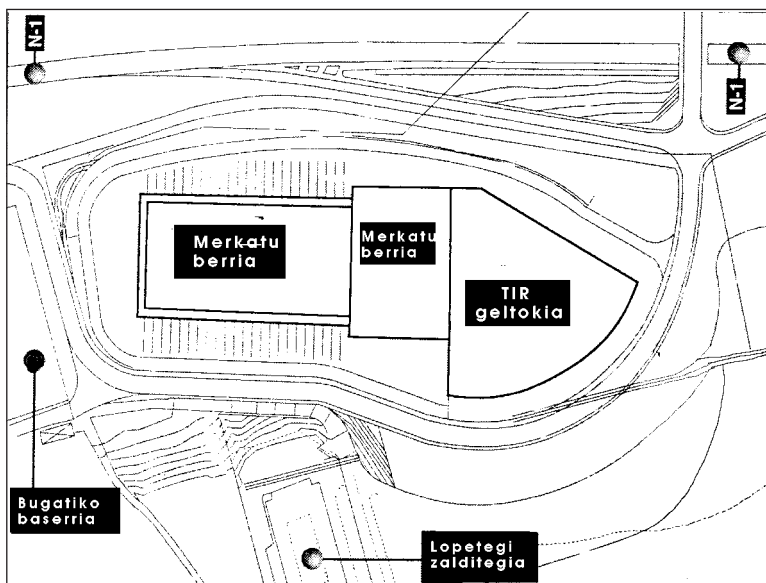 N-1
N-1
Merkatu
berria
Merkatu
berria
TIR
geltokia
Bugatiko
baserria
Lopetegi
zalditegia